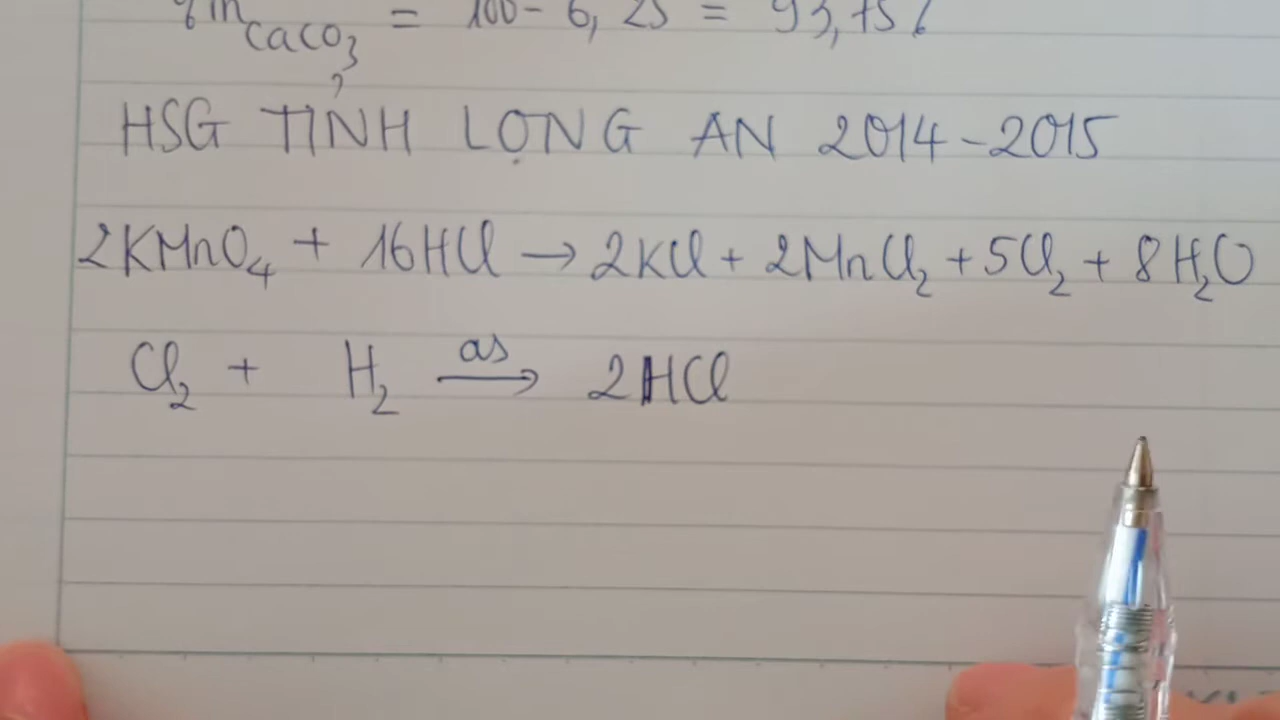 %m CaCO3 = 100 - 6,25 = 93,75%
HSG TỈNH LONG AN 2014-2015
2KMnO4 + 16HCl → 2KCl + 2MnCl2 + 5Cl2 + 8H2O
as
Cl2 + H2 → 2HCl